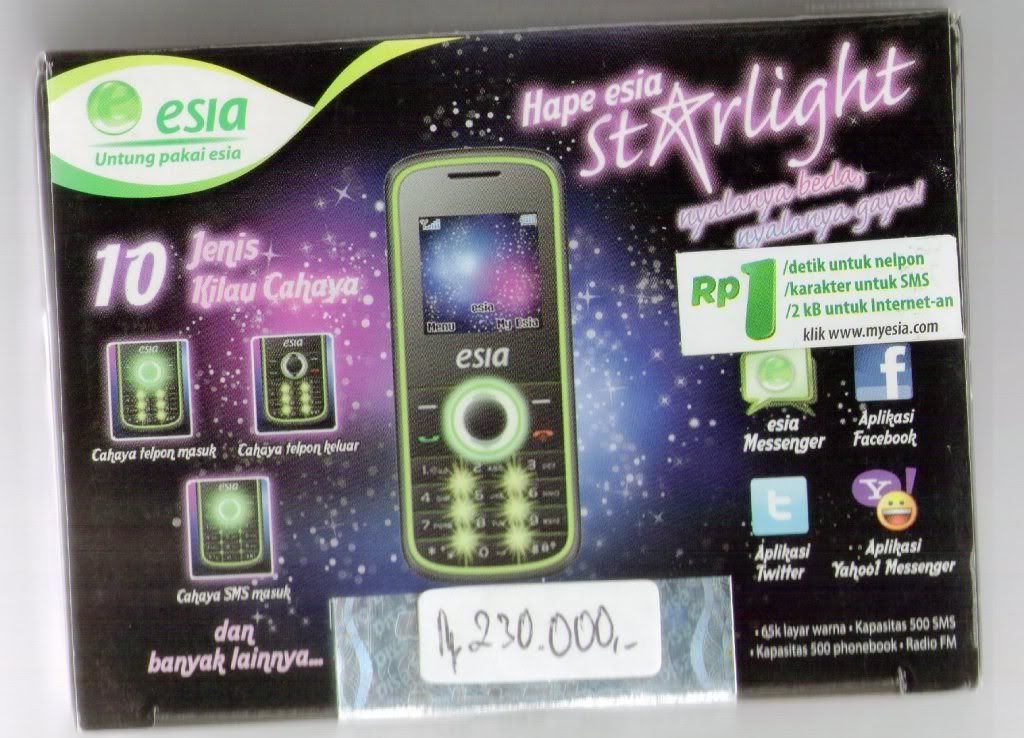 esia
Untung pakai esia
Hape esia
starlight
nyalanya beda,
nyalanya gaya!
10 Jenis
Kilau Cahaya
Rp1 /detik untuk nelpon
/karakter untuk SMS
/2 kB untuk Internet-an
klik www.myesia.com
esia
Menu My Esia
esia
esia
esia
esia
Cahaya telpon masuk
Cahaya telpon keluar
Cahaya SMS masuk
dan
banyak lainnya...
esia
Messenger
Aplikasi
Facebook
Aplikasi
Twitter
Aplikasi
Yahoo! Messenger
• 65k layar warna • Kapasitas 500 SMS
• Kapasitas 500 phonebook • Radio FM
Rp 230.000,-